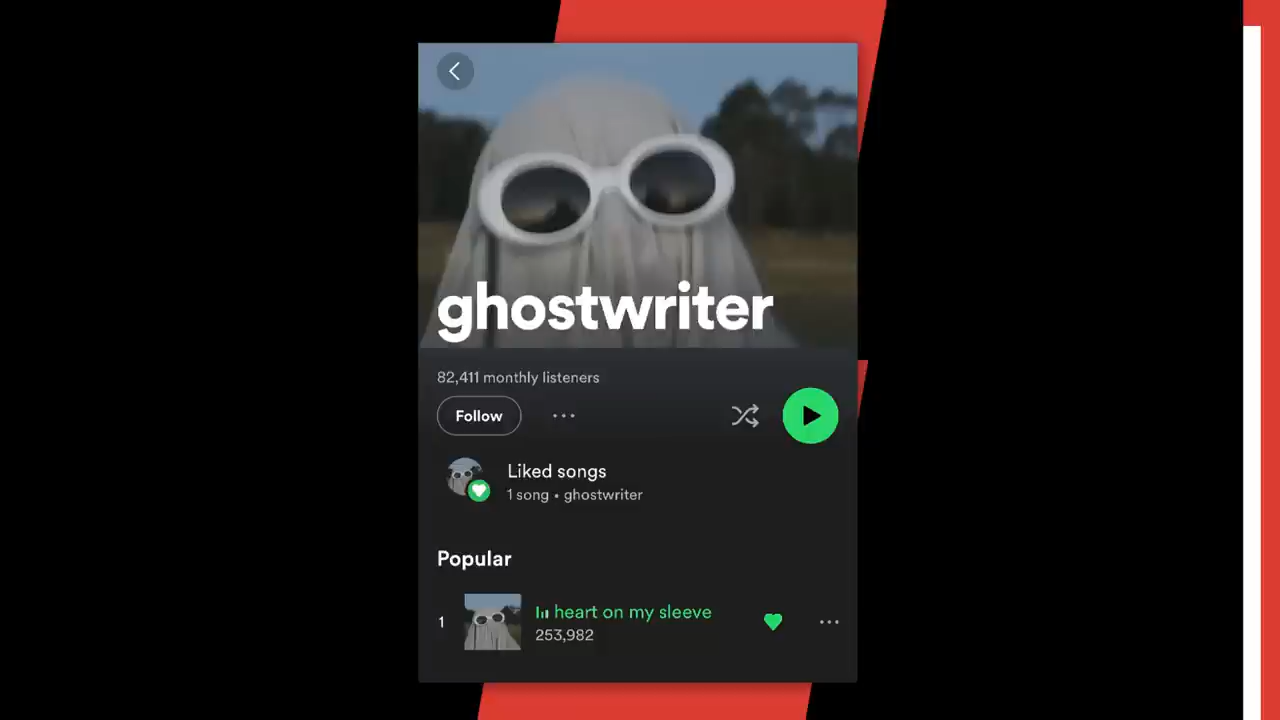 ghostwriter
82,411 monthly listeners
Follow
Liked songs
1 song • ghostwriter
Popular
1
heart on my sleeve
253,982